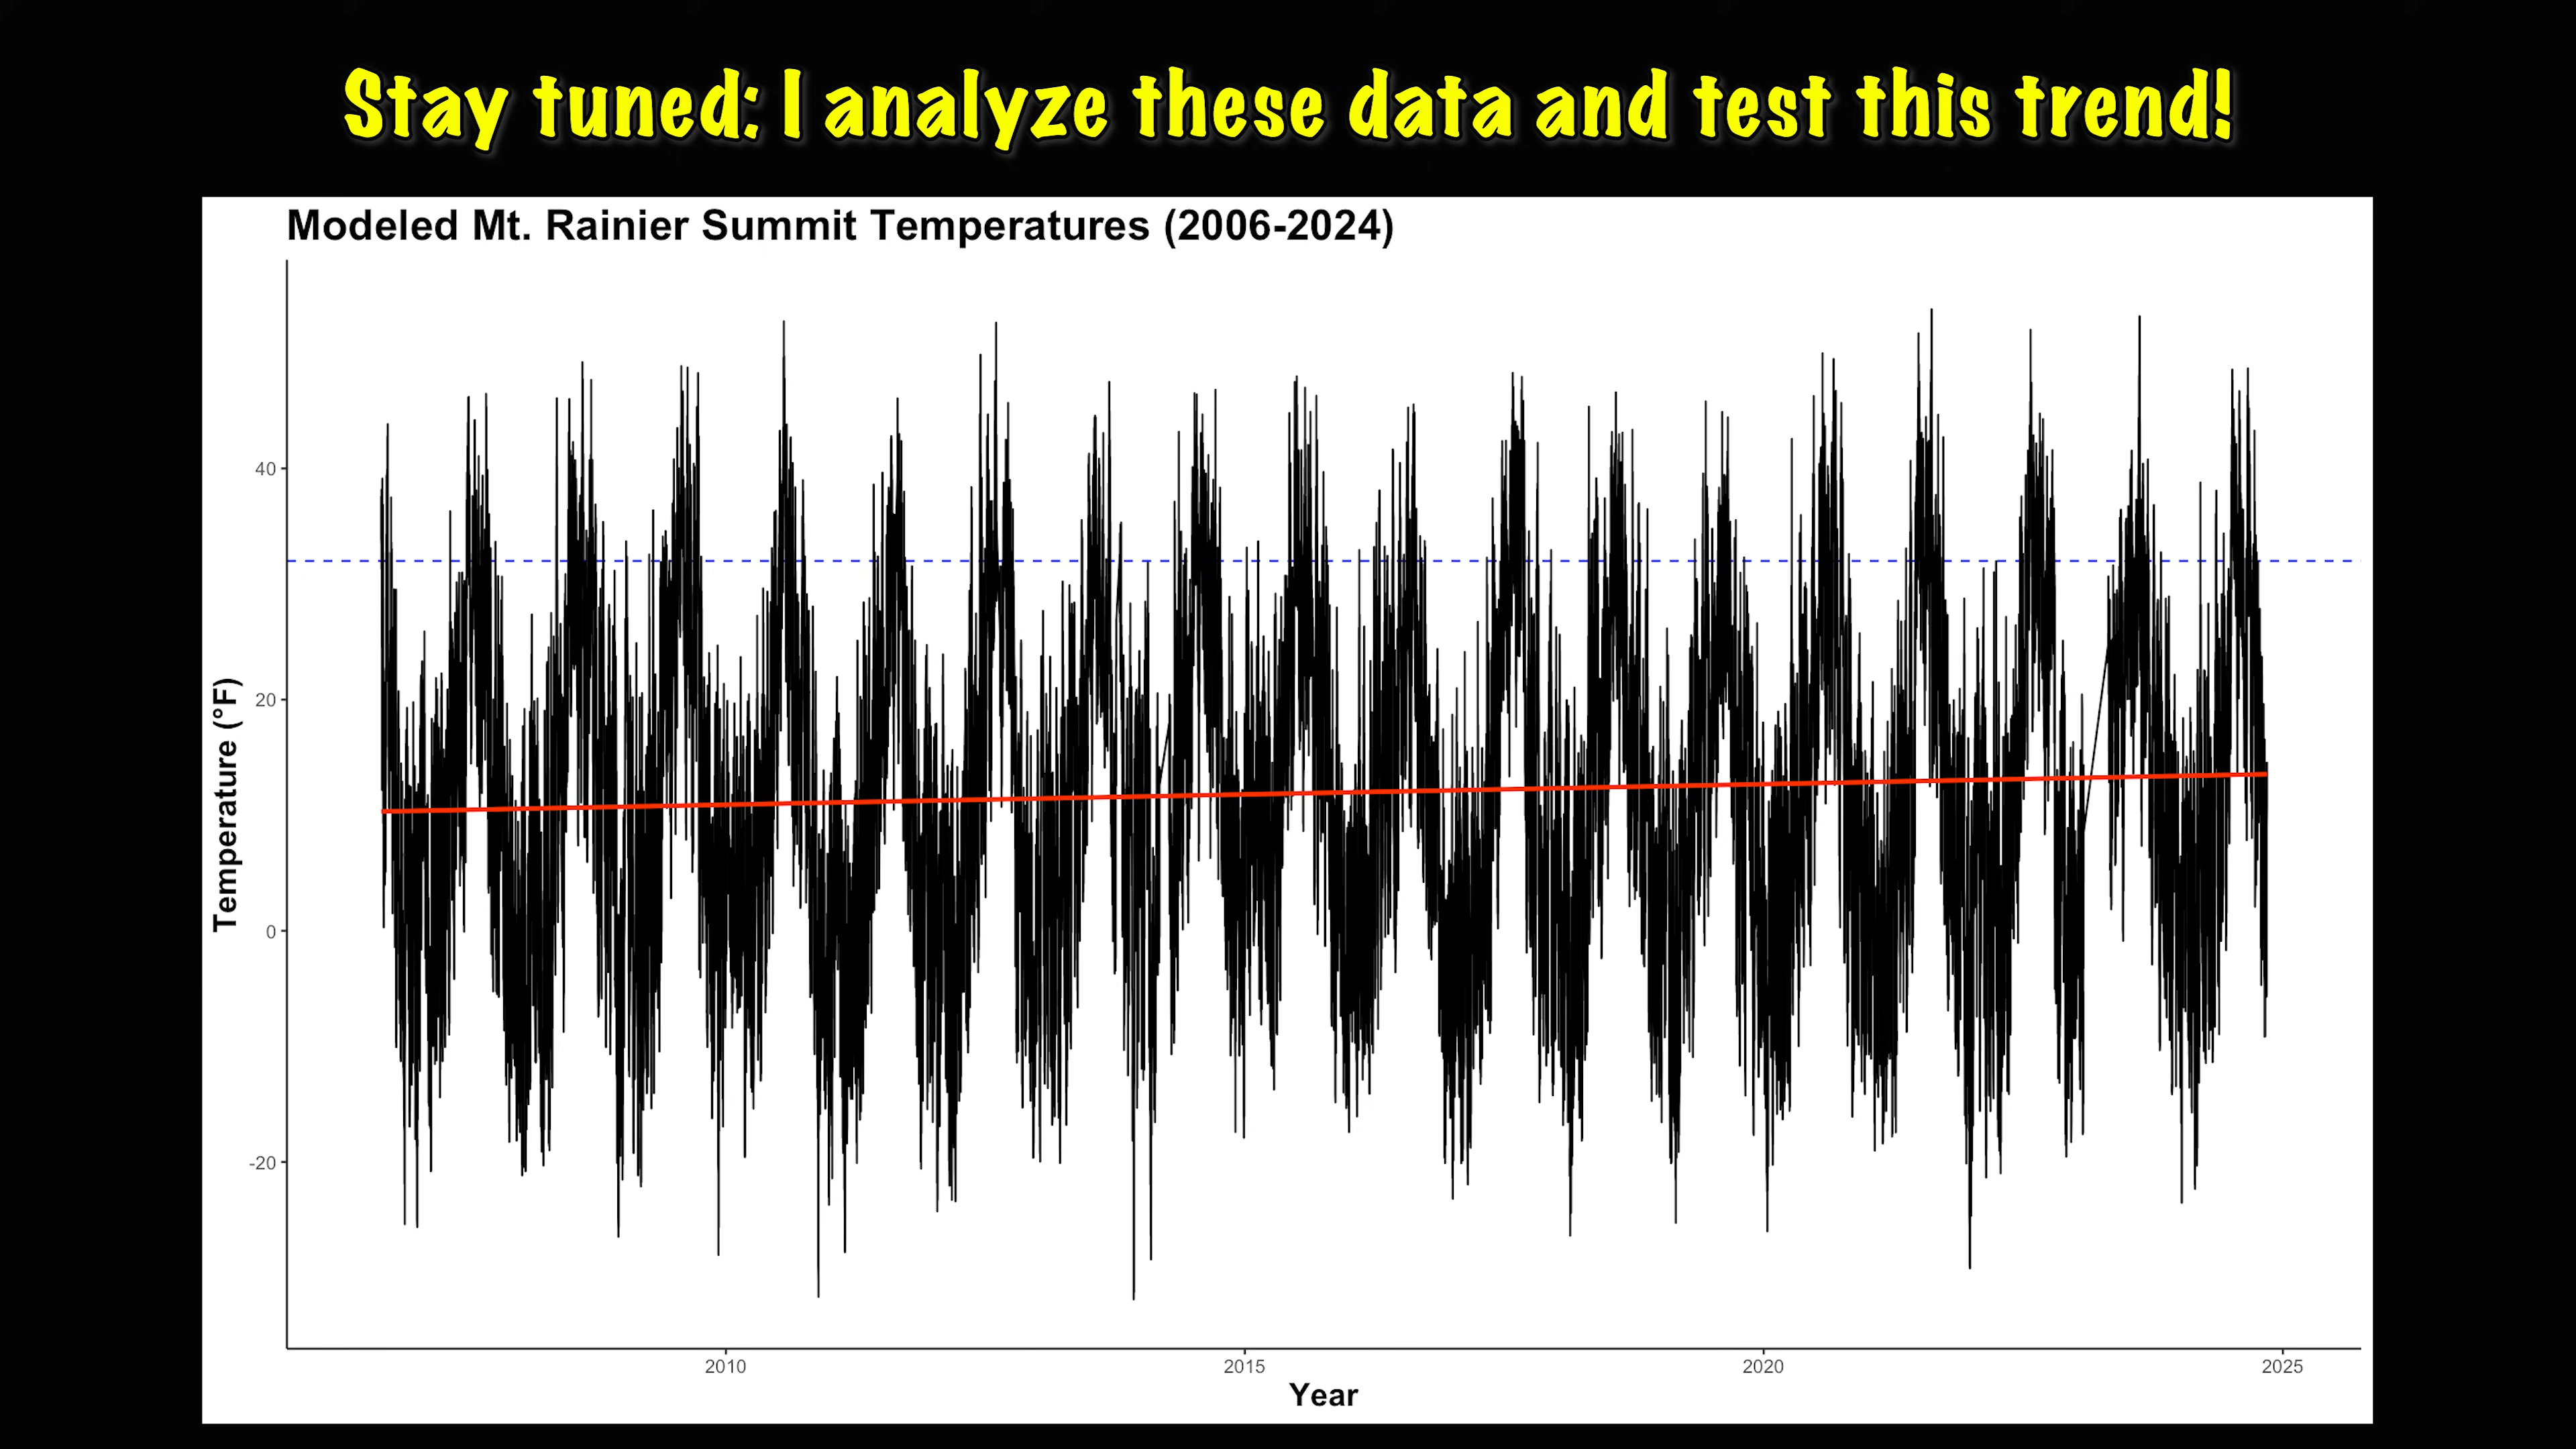 Stay tuned: I analyze these data and test this trend!
Modeled Mt. Rainier Summit Temperatures (2006-2024)
Temperature (°F)
40
20
0
-20
2010
2015
2020
2025
Year